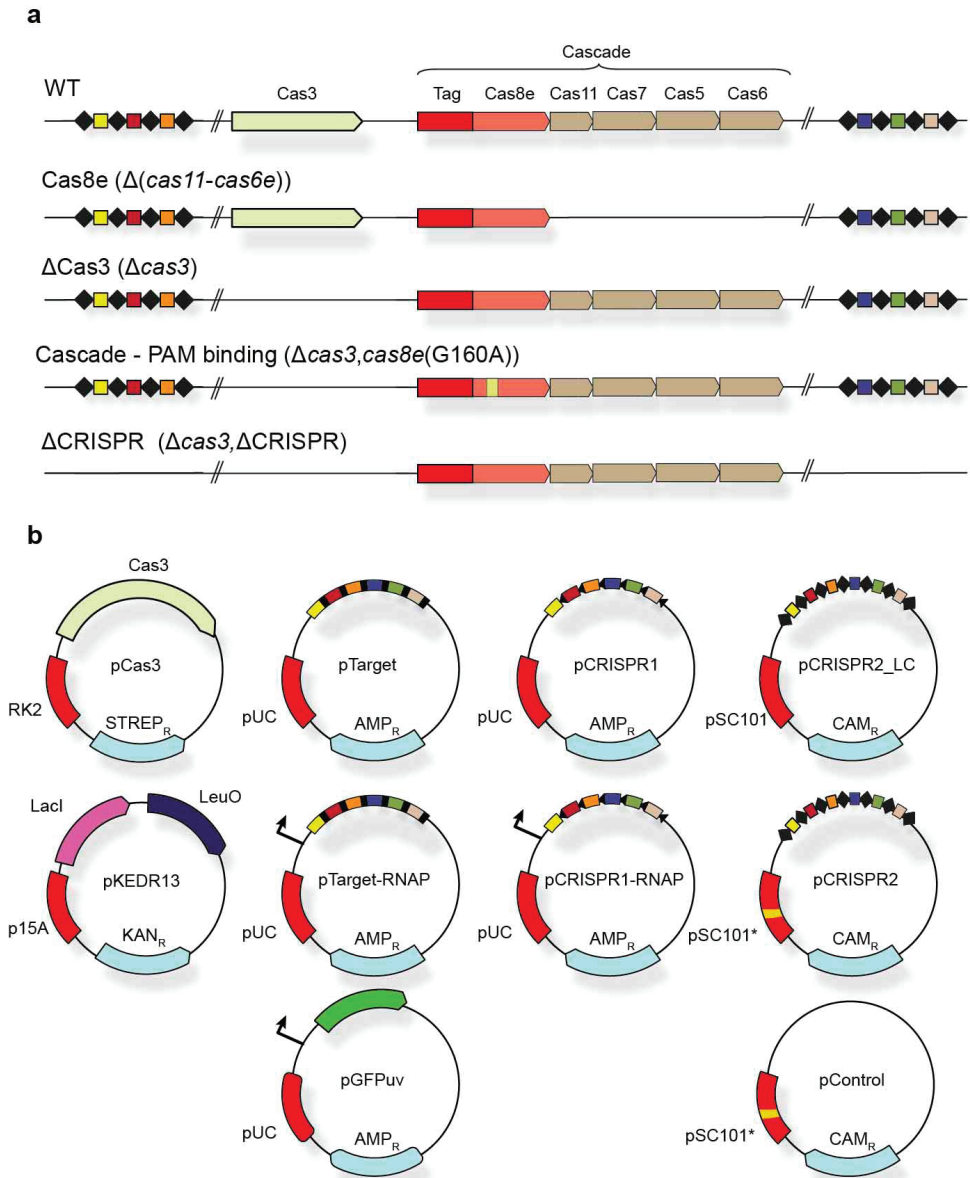 a
Cascade
WT
Cas3
Tag Cas8e Cas11 Cas7 Cas5 Cas6
Cas8e (Δ(cas11-cas6e))
ΔCas3 (Δcas3)
Cascade - PAM binding (Δcas3,cas8e(G160A))
ΔCRISPR (Δcas3,ΔCRISPR)
b
Cas3
pCas3
RK2
STREPR
pTarget
pUC
AMPR
pCRISPR1
pUC
AMPR
pCRISPR2_LC
pSC101
CAMR
LacI
LeuO
pKEDR13
p15A
KANR
pTarget-RNAP
pUC
AMPR
pCRISPR1-RNAP
pUC
AMPR
pCRISPR2
pSC101*
CAMR
pGFPuv
pUC
AMPR
pControl
pSC101*
CAMR